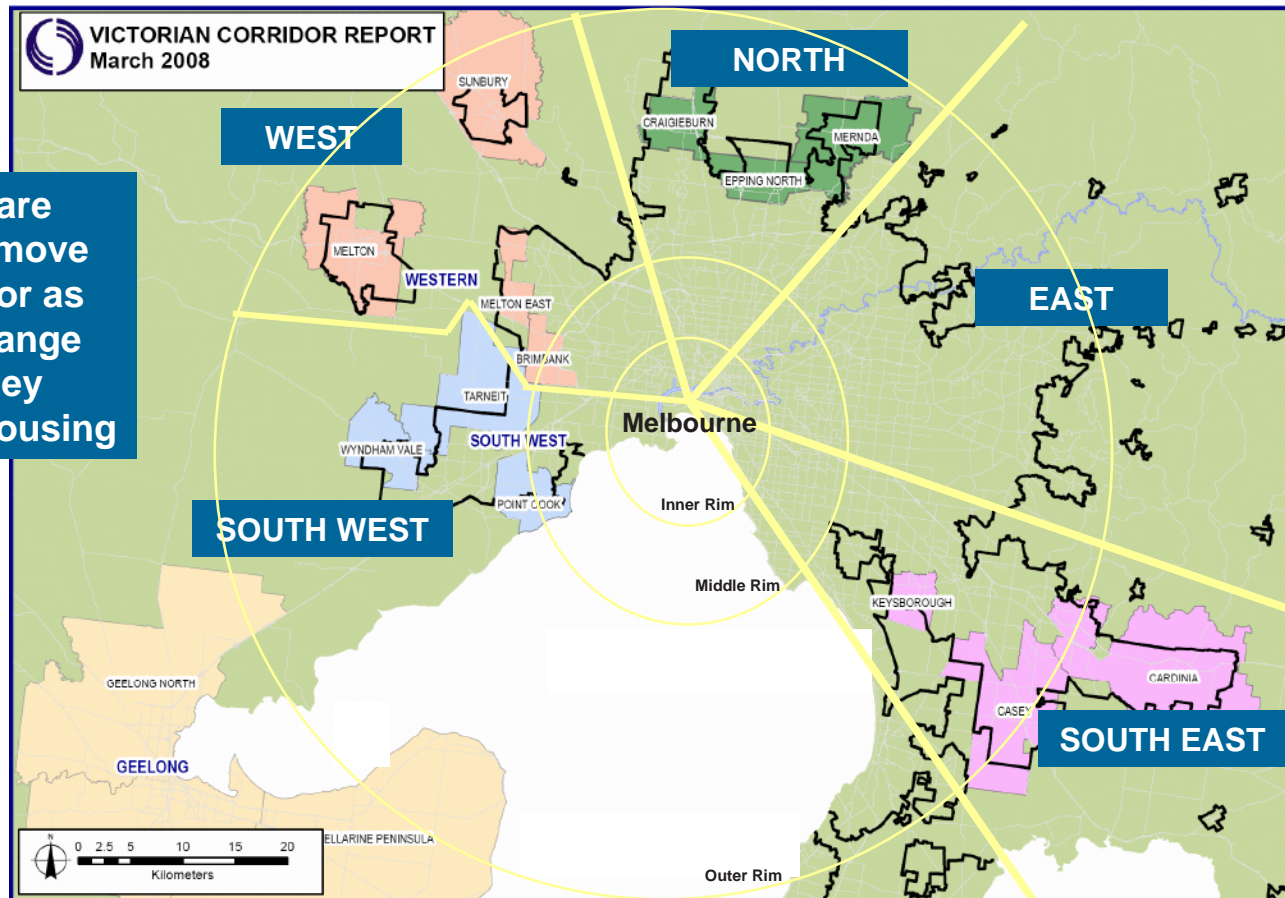 VICTORIAN CORRIDOR REPORT
March 2008
NORTH
SUNBURY
CRAIGIEBURN
WEST
MERNDA
EPPING NORTH
are
move
or as
ange
ey
ousing
MELTON
WESTERN
EAST
MELTON EAST
BRIMBANK
TARNEIT
Melbourne
WYNDHAM VALE
SOUTH WEST
POINT COOK
Inner Rim
SOUTH WEST
Middle Rim
KEYSBOROUGH
GEELONG NORTH
CARDINIA
CASEY
SOUTH EAST
GEELONG
ELLARINE PENINSULA
N
0 2.5 5 10 15 20
Kilometers
Outer Rim